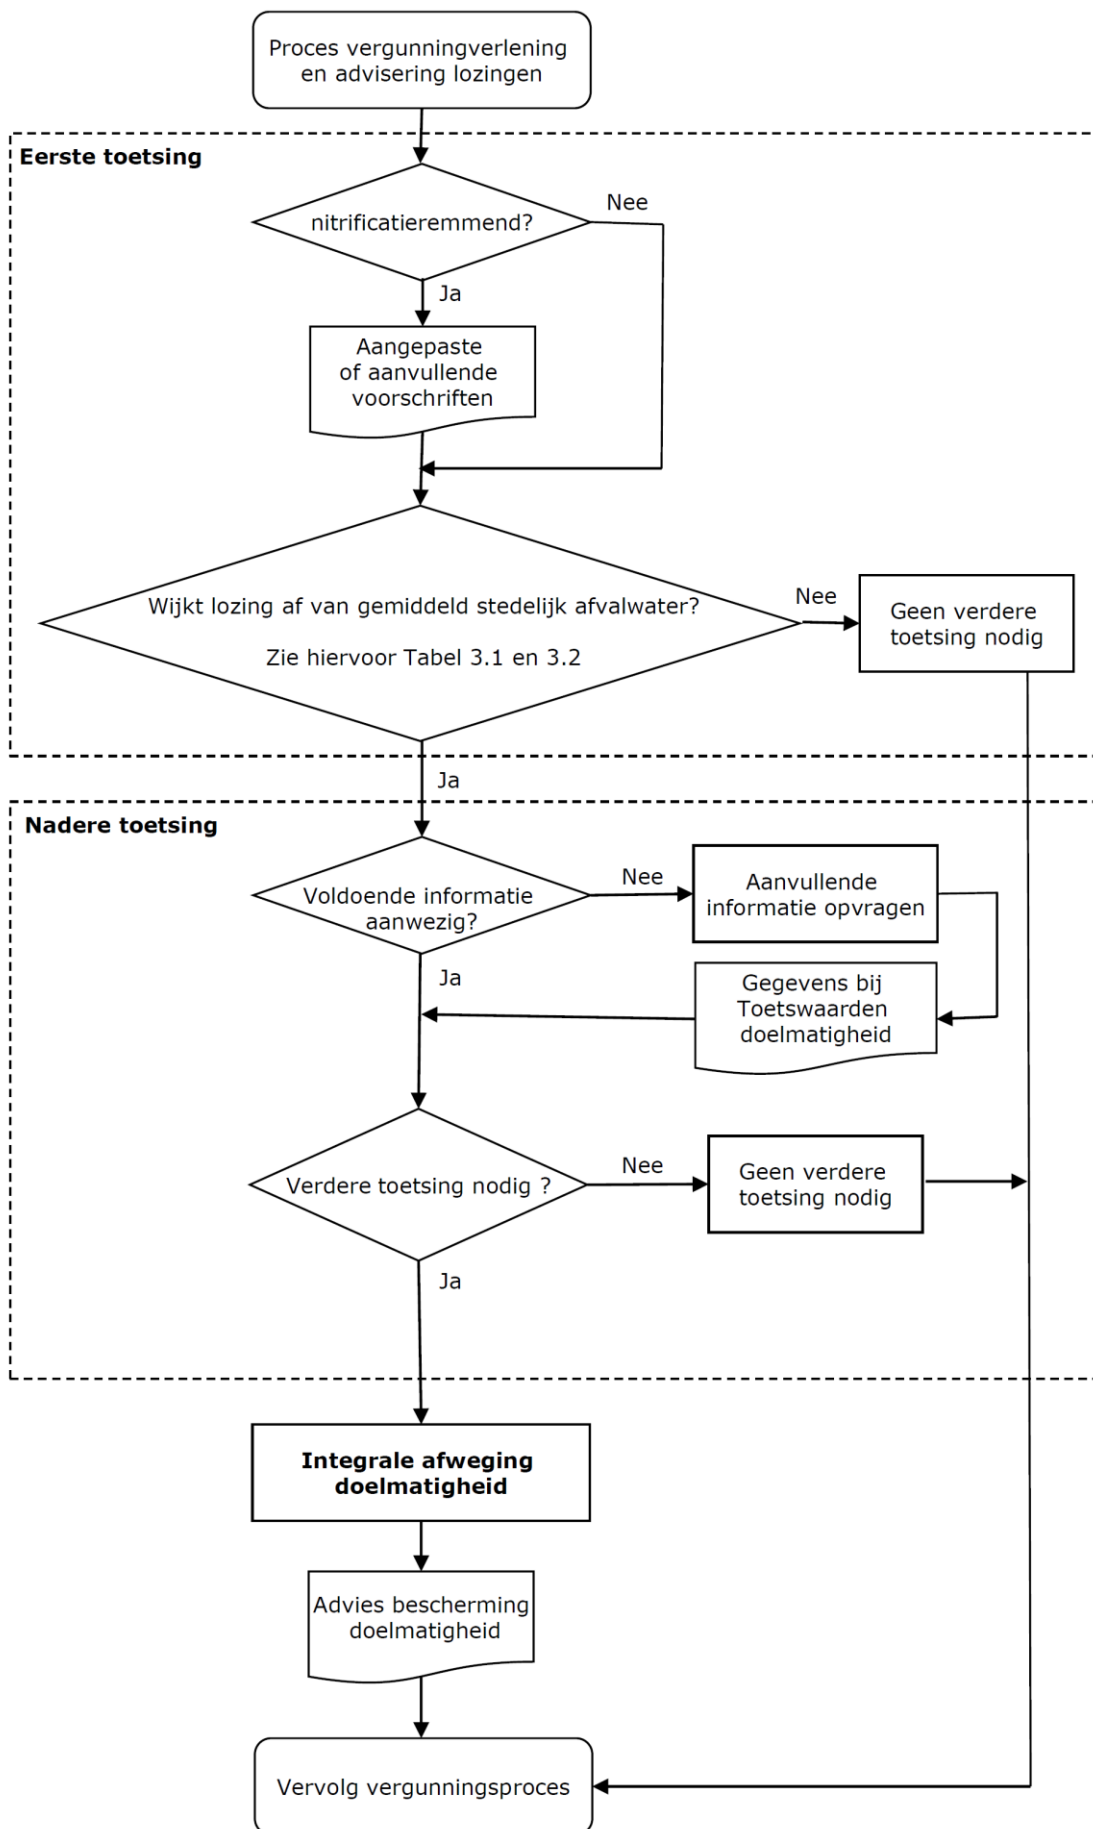 Proces vergunningverlening
en advisering lozingen
Eerste toetsing
nitrificatieremmend?
Nee
Ja
Aangepaste
of aanvullende
voorschriften
Wijkt lozing af van gemiddeld stedelijk afvalwater?
Zie hiervoor Tabel 3.1 en 3.2
Nee
Geen verdere
toetsing nodig
Ja
Nadere toetsing
Voldoende informatie
aanwezig?
Nee
Aanvullende
informatie opvragen
Ja
Gegevens bij
Toetswaarden
doelmatigheid
Verdere toetsing nodig ?
Nee
Geen verdere
toetsing nodig
Ja
Integrale afweging
doelmatigheid
Advies bescherming
doelmatigheid
Vervolg vergunningsproces